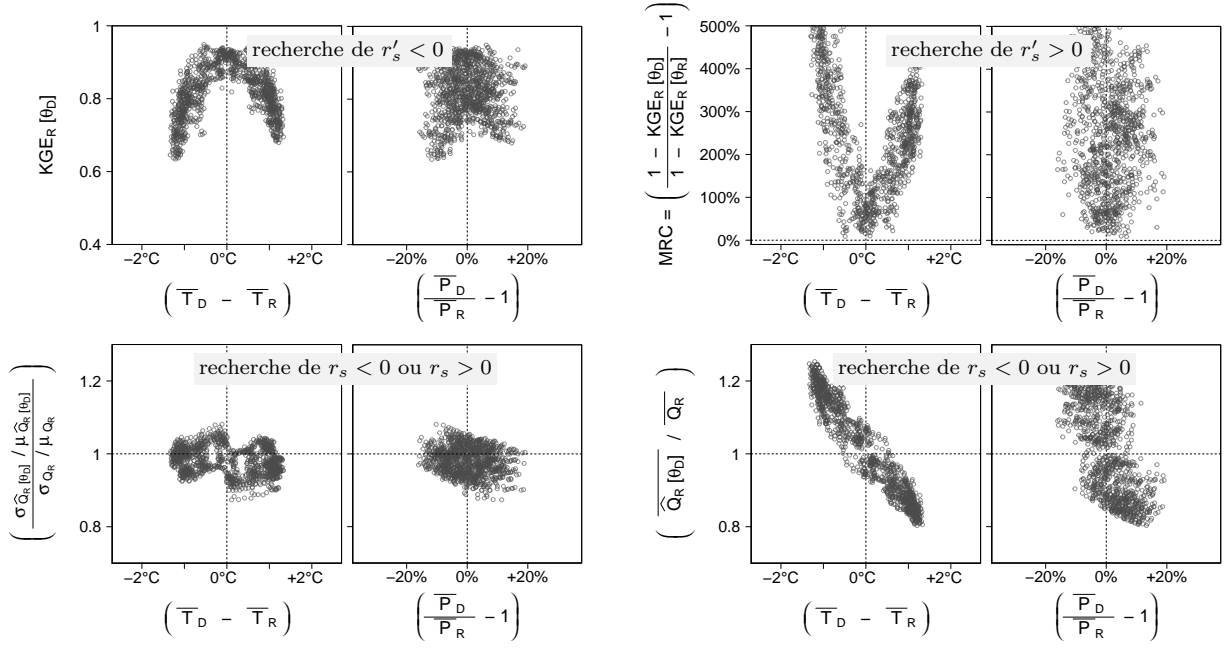 recherche de r′s < 0
KGE_R [θ_D]
1
0.8
0.6
0.4
−2°C 0°C +2°C
−20% 0% +20%
( T̅_D − T̅_R )
( P̅_D / P̅_R − 1 )
recherche de r′s > 0
MRC = ( (1 − KGE_R [θ_D]) / (1 − KGE_R [θ_R]) − 1 )
500%
400%
300%
200%
100%
0%
−2°C 0°C +2°C
−20% 0% +20%
( T̅_D − T̅_R )
( P̅_D / P̅_R − 1 )
recherche de r_s < 0 ou r_s > 0
( (σ_Q̂_R [θ_D] / μ_Q̂_R [θ_D]) / (σ_Q_R / μ_Q_R) )
1.2
1
0.8
−2°C 0°C +2°C
−20% 0% +20%
( T̅_D − T̅_R )
( P̅_D / P̅_R − 1 )
recherche de r_s < 0 ou r_s > 0
( Q̂_R [θ_D] / Q_R )
1.2
1
0.8
−2°C 0°C +2°C
−20% 0% +20%
( T̅_D − T̅_R )
( P̅_D / P̅_R − 1 )